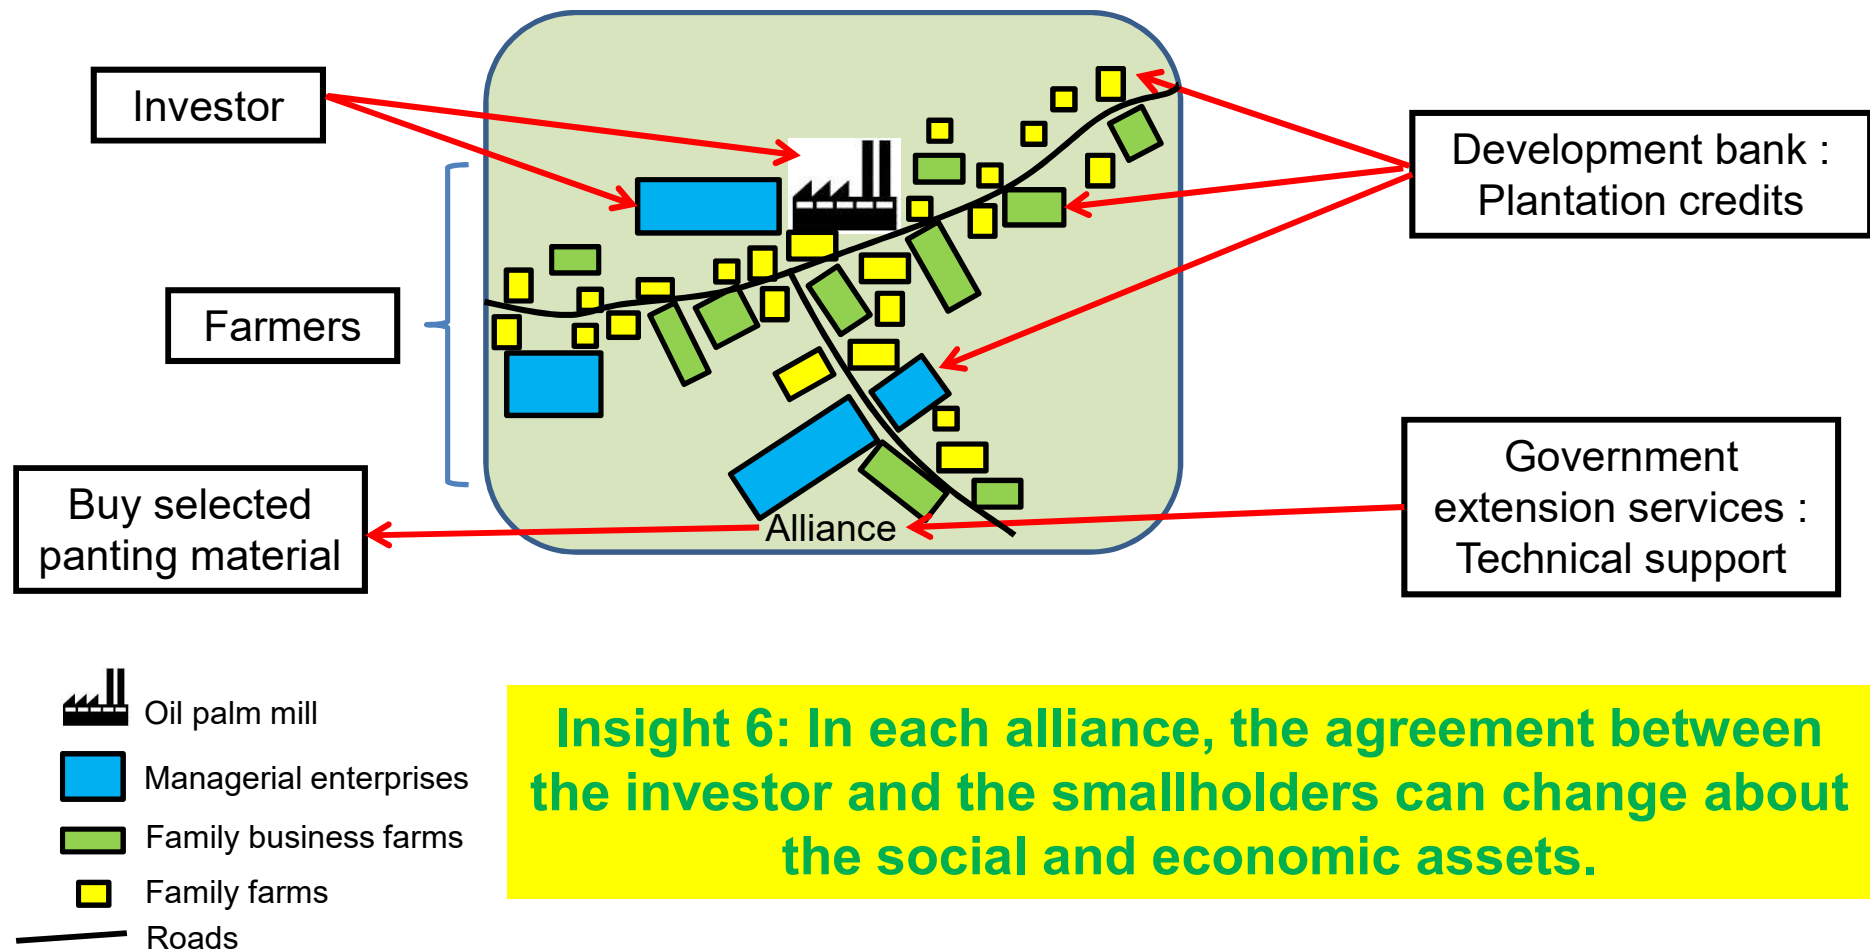 Investor
Development bank :
Plantation credits
Farmers
Buy selected
panting material
Alliance
Government
extension services :
Technical support
Oil palm mill
Managerial enterprises
Family business farms
Family farms
Roads
Insight 6: In each alliance, the agreement between
the investor and the smallholders can change about
the social and economic assets.